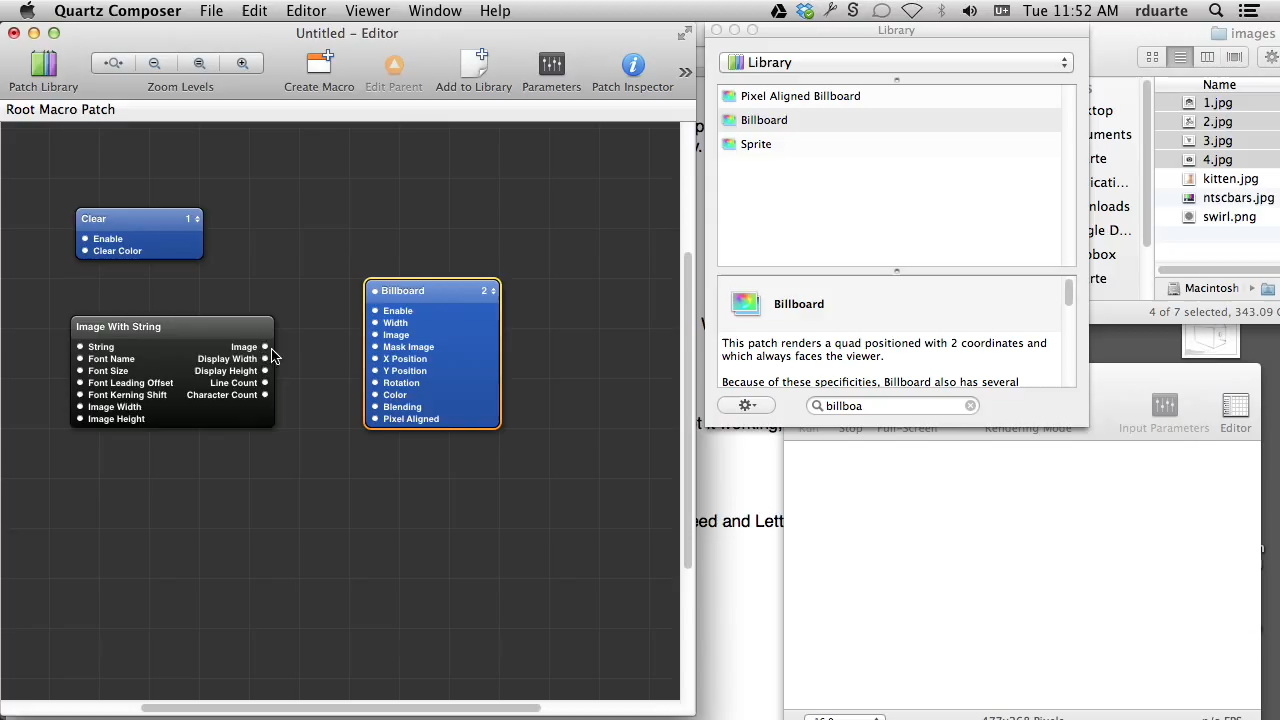 Quartz Composer File Edit Editor Viewer Window Help
Tue 11:52 AM rduarte
Untitled – Editor
Patch Library
Zoom Levels
Create Macro
Edit Parent
Add to Library
Parameters
Patch Inspector
Root Macro Patch
Clear 1
Enable
Clear Color
Image With String
String Image
Font Name Display Width
Font Size Display Height
Font Leading Offset Line Count
Font Kerning Shift Character Count
Image Width
Image Height
Billboard 2
Enable
Width
Image
Mask Image
X Position
Y Position
Rotation
Color
Blending
Pixel Aligned
Library
Library
Pixel Aligned Billboard
Billboard
Sprite
Billboard
This patch renders a quad positioned with 2 coordinates and
which always faces the viewer.
Because of these specificities, Billboard also has several
billboa
images
Name
1.jpg
2.jpg
3.jpg
4.jpg
kitten.jpg
ntscbars.jpg
swirl.png
Macintosh
4 of 7 selected, 343.09
Stop
Full-Screen
Rendering Mode
Input Parameters
Editor
eed and Lett